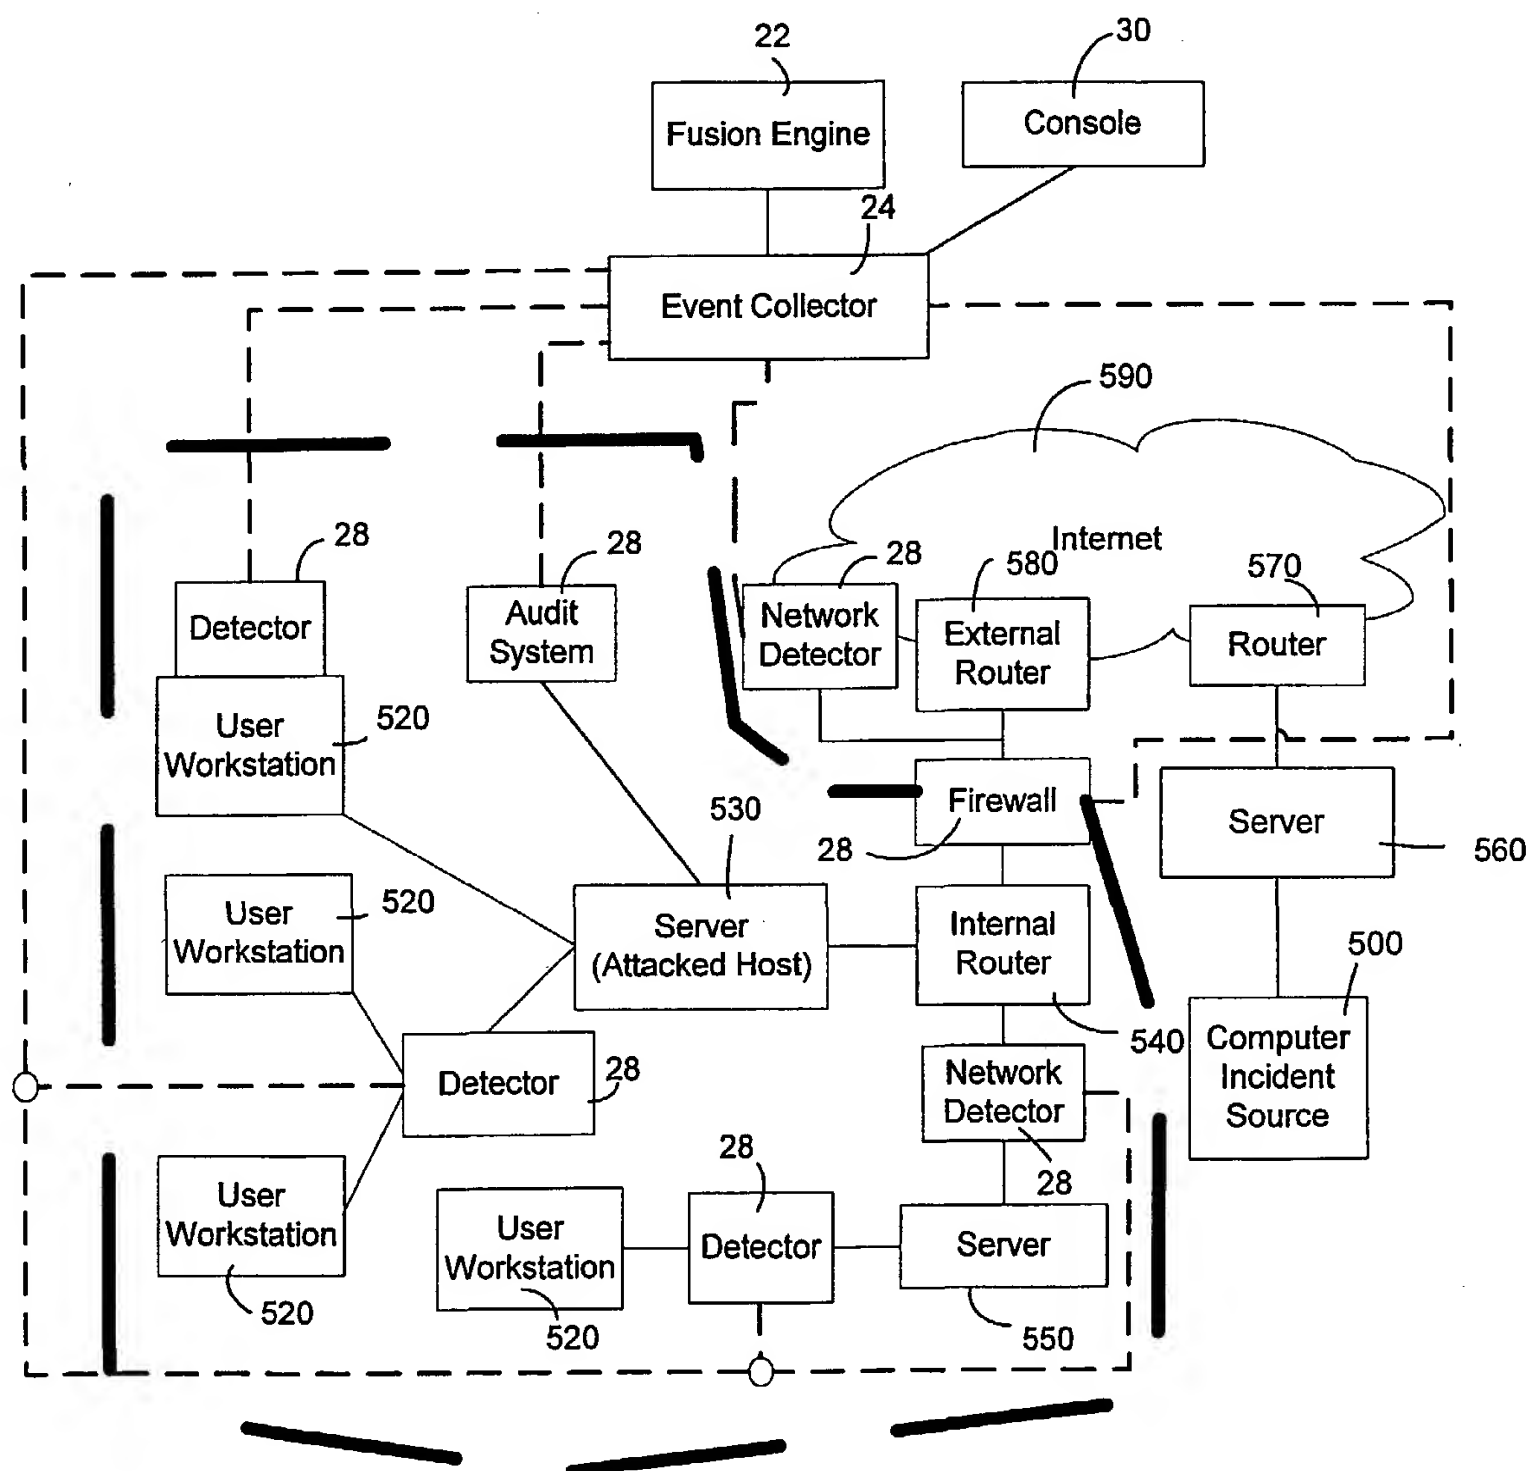 22
30
Fusion Engine
Console
24
Event Collector
590
Internet
28
28
28
580
570
Detector
Audit
System
Network
Detector
External
Router
Router
User
Workstation
520
530
Firewall
28
Server
560
User
Workstation
520
Server
(Attacked Host)
Internal
Router
540
500
Computer
Incident
Source
Detector
28
Network
Detector
28
User
Workstation
520
User
Workstation
520
28
Detector
Server
550